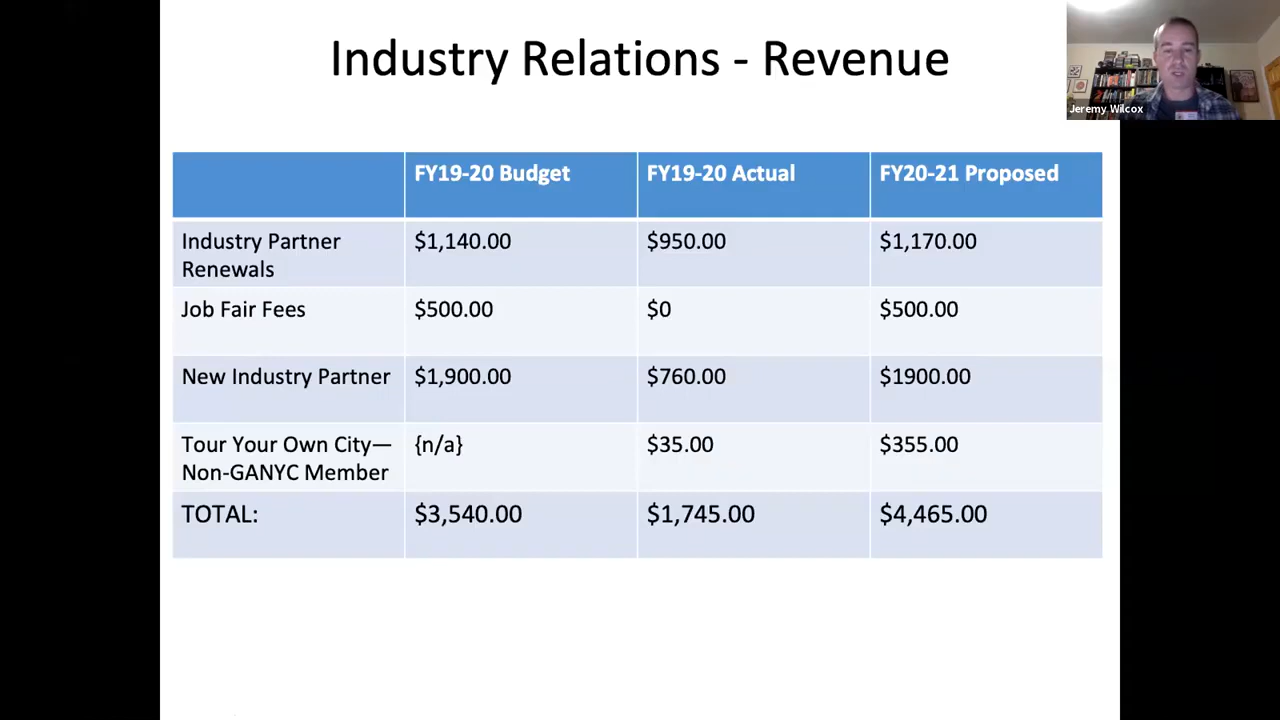 Industry Relations - Revenue
Jeremy Wilcox
FY19-20 Budget FY19-20 Actual FY20-21 Proposed
Industry Partner Renewals $1,140.00 $950.00 $1,170.00
Job Fair Fees $500.00 $0 $500.00
New Industry Partner $1,900.00 $760.00 $1900.00
Tour Your Own City— Non-GANYC Member {n/a} $35.00 $355.00
TOTAL: $3,540.00 $1,745.00 $4,465.00